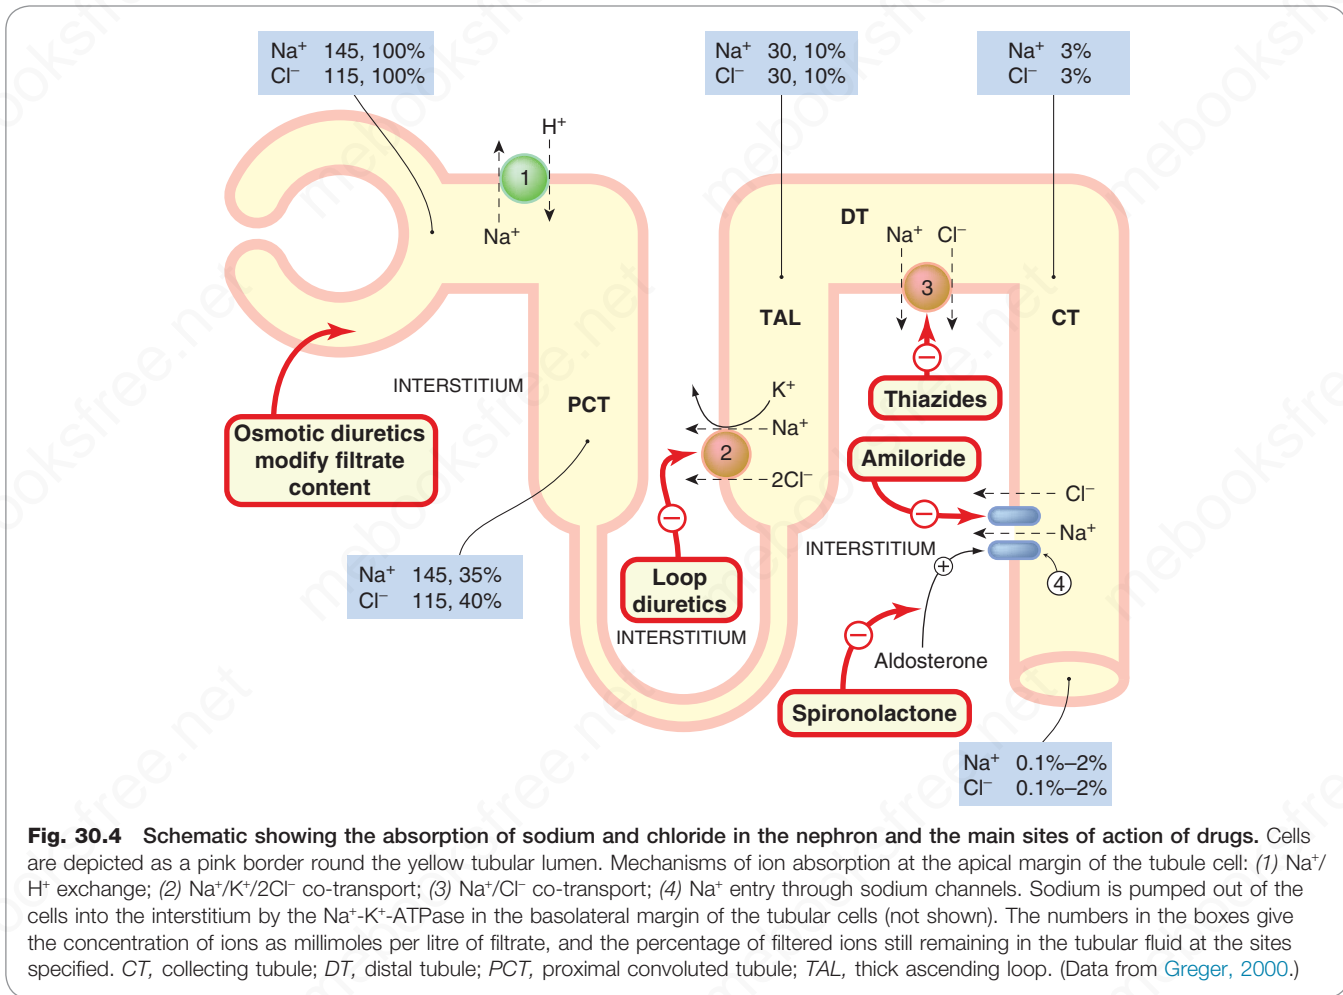 Na⁺ 145, 100%
Cl⁻ 115, 100%
Na⁺ 30, 10%
Cl⁻ 30, 10%
Na⁺ 3%
Cl⁻ 3%
H⁺
1
Na⁺
DT
Na⁺ Cl⁻
3
TAL
CT
INTERSTITIUM
PCT
K⁺
Na⁺
2
2Cl⁻
Thiazides
Osmotic diuretics
modify filtrate
content
Amiloride
Cl⁻
Na⁺
INTERSTITIUM
4
Na⁺ 145, 35%
Cl⁻ 115, 40%
Loop
diuretics
INTERSTITIUM
Aldosterone
Spironolactone
Na⁺ 0.1%–2%
Cl⁻ 0.1%–2%
Fig. 30.4 Schematic showing the absorption of sodium and chloride in the nephron and the main sites of action of drugs. Cells
are depicted as a pink border round the yellow tubular lumen. Mechanisms of ion absorption at the apical margin of the tubule cell: (1) Na⁺/
H⁺ exchange; (2) Na⁺/K⁺/2Cl⁻ co-transport; (3) Na⁺/Cl⁻ co-transport; (4) Na⁺ entry through sodium channels. Sodium is pumped out of the
cells into the interstitium by the Na⁺-K⁺-ATPase in the basolateral margin of the tubular cells (not shown). The numbers in the boxes give
the concentration of ions as millimoles per litre of filtrate, and the percentage of filtered ions still remaining in the tubular fluid at the sites
specified. CT, collecting tubule; DT, distal tubule; PCT, proximal convoluted tubule; TAL, thick ascending loop. (Data from Greger, 2000.)
mebooksfree.net